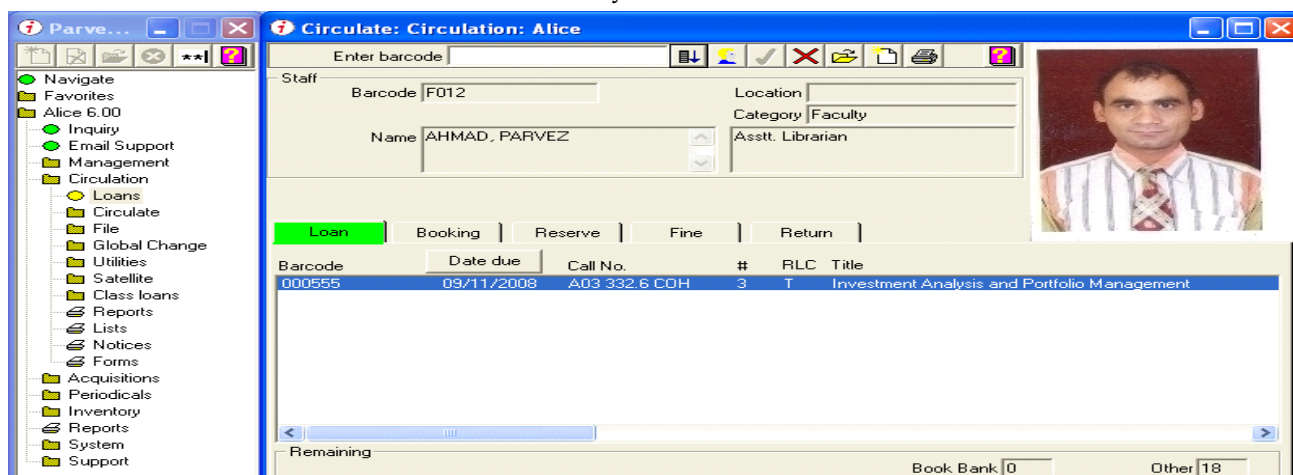 Parve...
Circulate: Circulation: Alice
Enter barcode
Navigate
Favorites
Alice 6.00
Inquiry
Email Support
Management
Circulation
Loans
Circulate
File
Global Change
Utilities
Satellite
Class loans
Reports
Lists
Notices
Forms
Acquisitions
Periodicals
Inventory
Reports
System
Support
Staff
Barcode F012
Location
Category Faculty
Name AHMAD, PARVEZ
Asstt. Librarian
Loan Booking Reserve Fine Return
Barcode Date due Call No. # RLC Title
000555 09/11/2008 A03 332.6 COH 3 T Investment Analysis and Portfolio Management
Remaining
Book Bank 0 Other 18